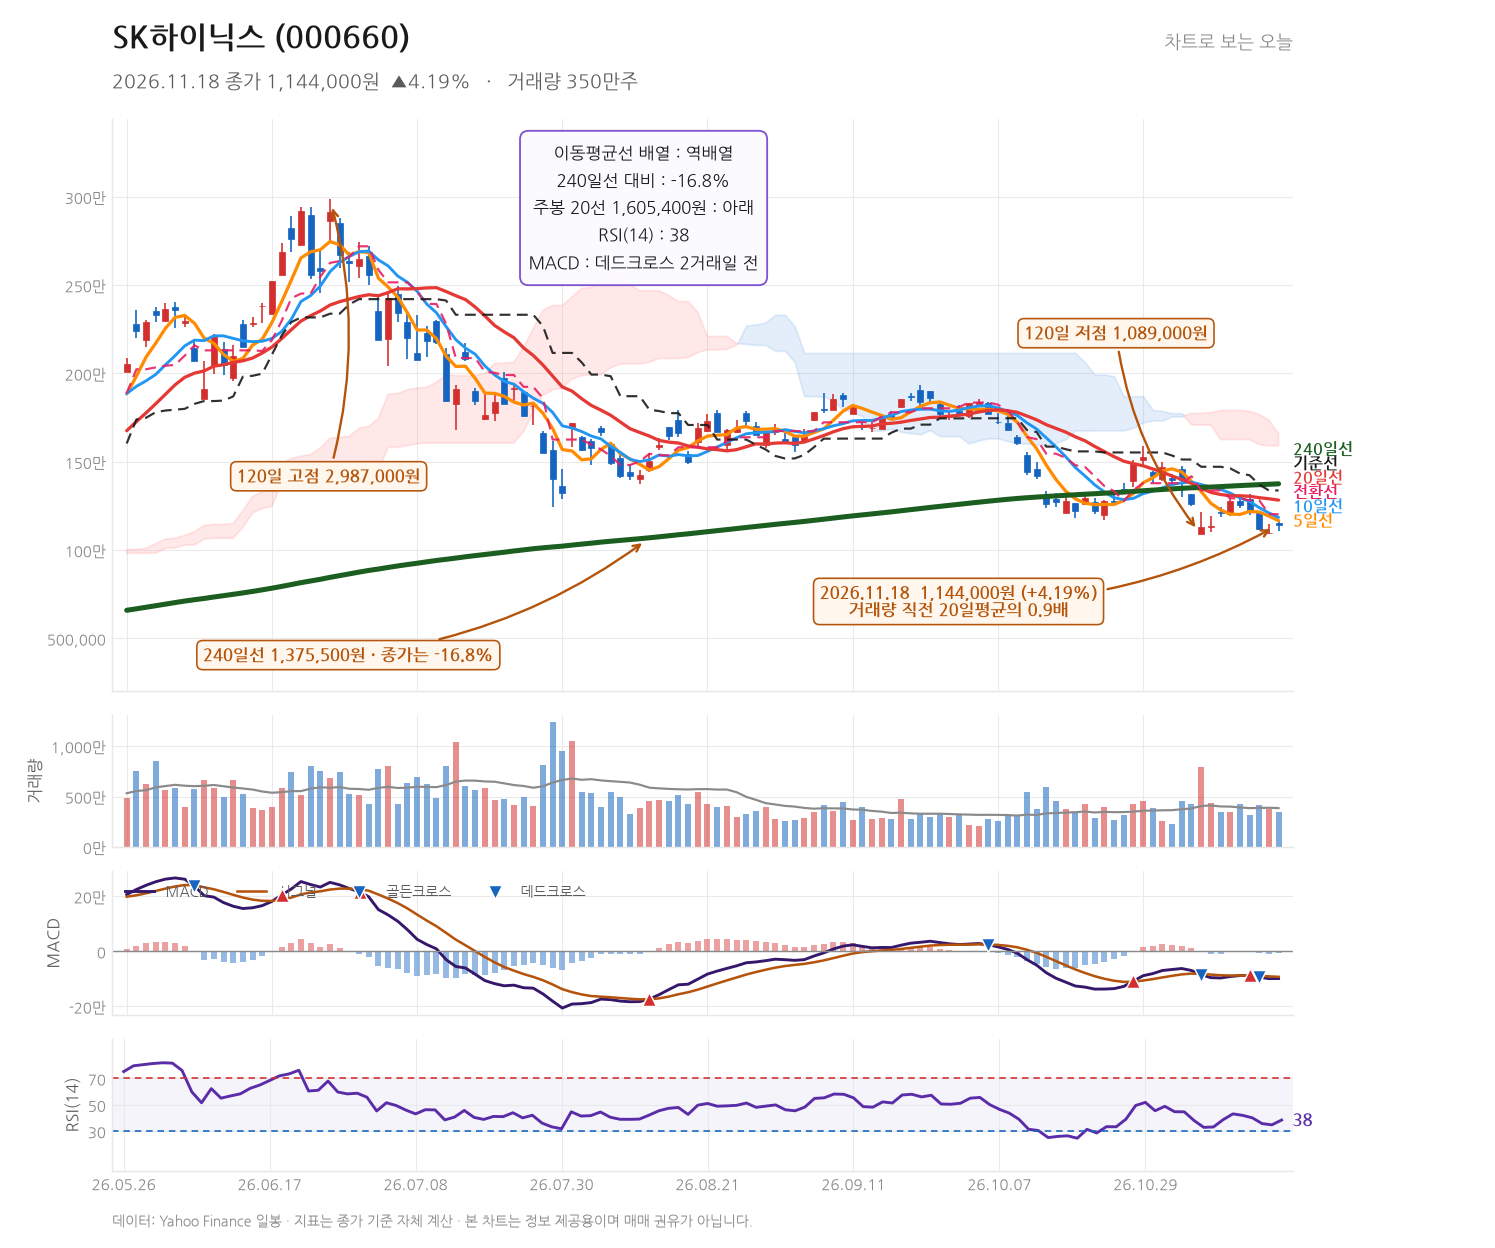 SK하이닉스 (000660)
차트로 보는 오늘
2026.11.18 종가 1,144,000원 ▲4.19% · 거래량 350만주
이동평균선 배열 : 역배열
240일선 대비 : -16.8%
주봉 20선 1,605,400원 : 아래
RSI(14) : 38
MACD : 데드크로스 2거래일 전
300만
250만
200만
150만
100만
500,000
120일 저점 1,089,000원
120일 고점 2,987,000원
240일선
기준선
20일선
전환선
10일선
5일선
2026.11.18 1,144,000원 (+4.19%)
거래량 직전 20일평균의 0.9배
240일선 1,375,500원 · 종가는 -16.8%
거래량
1,000만
500만
0만
MACD
MACD
시그널
골든크로스
데드크로스
20만
0
-20만
RSI(14)
70
50
30
38
26.05.26
26.06.17
26.07.08
26.07.30
26.08.21
26.09.11
26.10.07
26.10.29
데이터: Yahoo Finance 일봉 · 지표는 종가 기준 자체 계산 · 본 차트는 정보 제공용이며 매매 권유가 아닙니다.